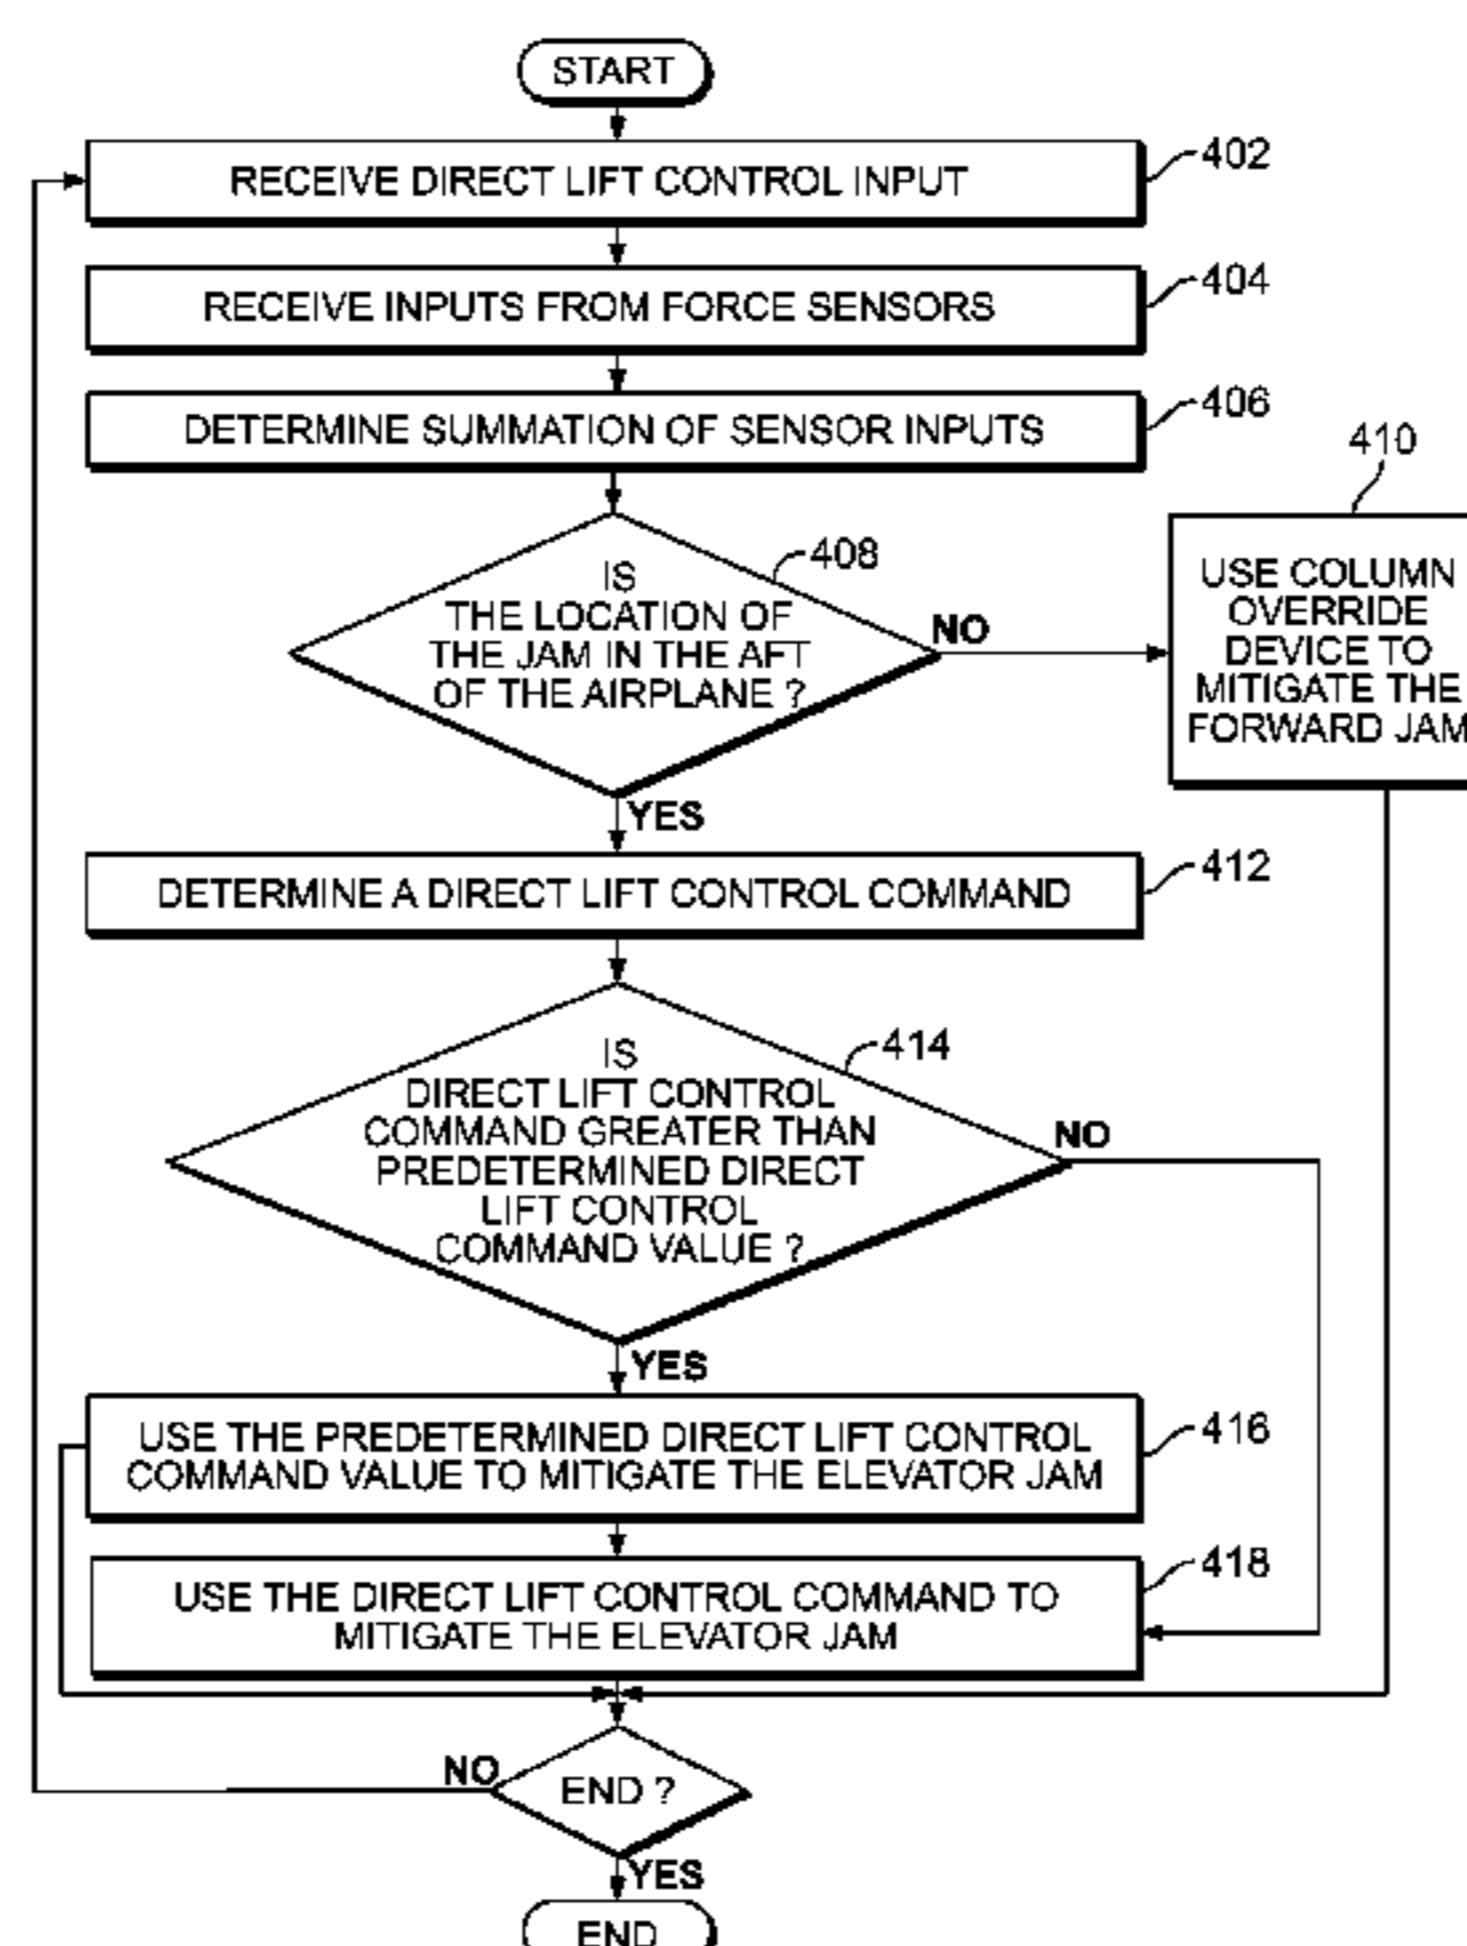 START
RECEIVE DIRECT LIFT CONTROL INPUT
402
RECEIVE INPUTS FROM FORCE SENSORS
404
DETERMINE SUMMATION OF SENSOR INPUTS
406
410
IS
THE LOCATION OF
THE JAM IN THE AFT
OF THE AIRPLANE ?
408
NO
USE COLUMN
OVERRIDE
DEVICE TO
MITIGATE THE
FORWARD JAM
YES
DETERMINE A DIRECT LIFT CONTROL COMMAND
412
IS
DIRECT LIFT CONTROL
COMMAND GREATER THAN
PREDETERMINED DIRECT
LIFT CONTROL
COMMAND VALUE ?
414
NO
YES
USE THE PREDETERMINED DIRECT LIFT CONTROL
COMMAND VALUE TO MITIGATE THE ELEVATOR JAM
416
USE THE DIRECT LIFT CONTROL COMMAND TO
MITIGATE THE ELEVATOR JAM
418
NO
END ?
YES
END